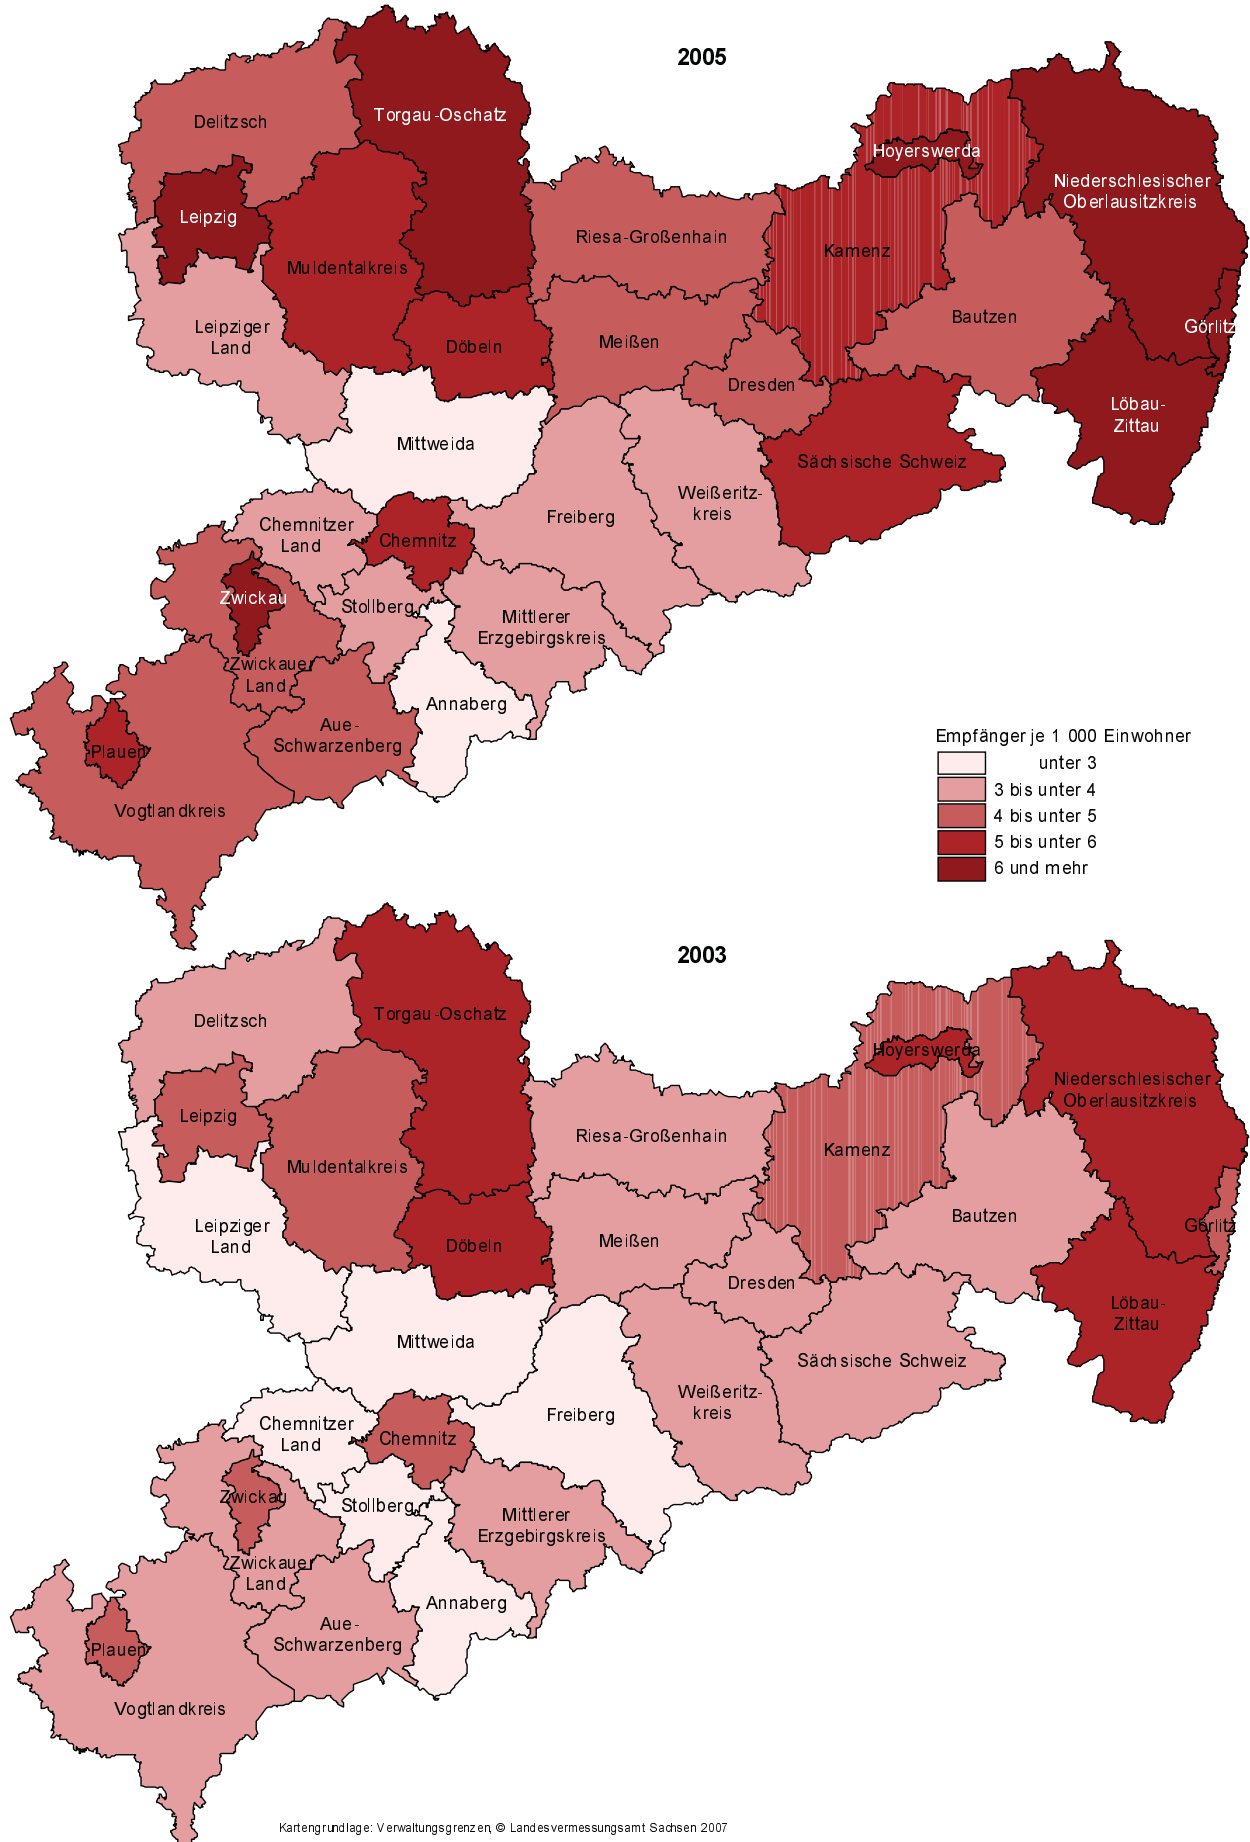 2005
Torgau-Oschatz
Delitzsch
Hoyerswerda
Niederschlesischer
Oberlausitzkreis
Leipzig
Riesa-Großenhain
Kamenz
Muldentalkreis
Bautzen
Görlitz
Leipziger
Land
Meißen
Döbeln
Dresden
Löbau-
Zittau
Mittweida
Sächsische Schweiz
Weißeritz-
kreis
Freiberg
Chemnitzer
Land
Chemnitz
Zwickau
Stollberg
Mittlerer
Erzgebirgskreis
Zwickauer
Land
Annaberg
Aue-
Schwarzenberg
Plauen
Vogtlandkreis
Empfänger je 1 000 Einwohner
unter 3
3 bis unter 4
4 bis unter 5
5 bis unter 6
6 und mehr
2003
Torgau-Oschatz
Delitzsch
Hoyerswerda
Niederschlesischer
Oberlausitzkreis
Leipzig
Riesa-Großenhain
Kamenz
Muldentalkreis
Bautzen
Görlitz
Leipziger
Land
Meißen
Döbeln
Dresden
Löbau-
Zittau
Mittweida
Sächsische Schweiz
Weißeritz-
kreis
Freiberg
Chemnitzer
Land
Chemnitz
Zwickau
Stollberg
Mittlerer
Erzgebirgskreis
Zwickauer
Land
Annaberg
Aue-
Schwarzenberg
Plauen
Vogtlandkreis
Kartengrundlage: Verwaltungsgrenzen, © Landesvermessungsamt Sachsen 2007